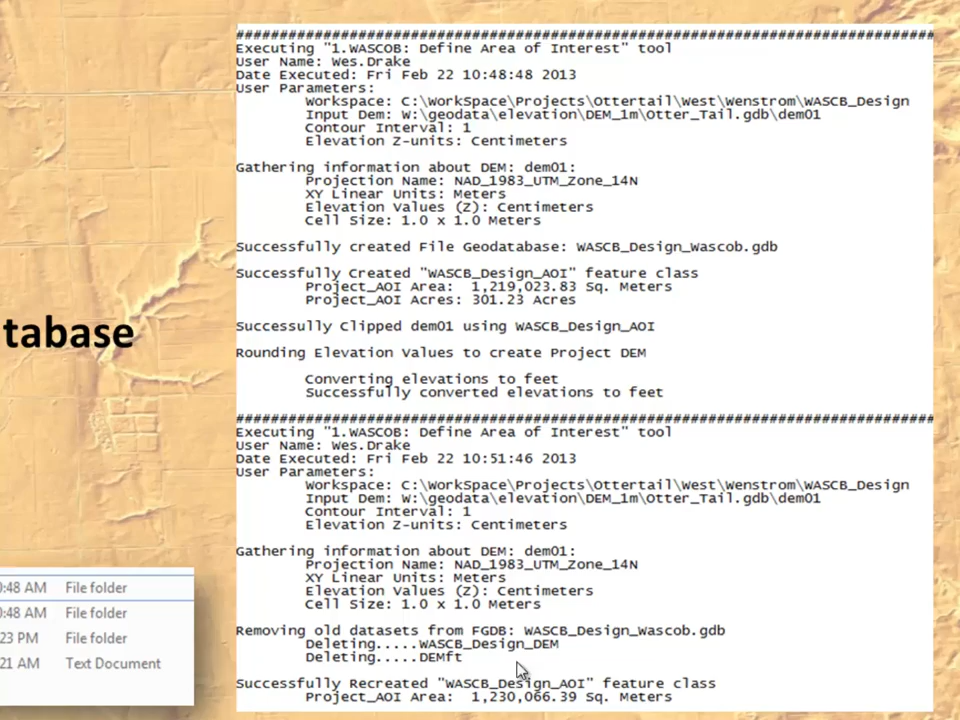 ################################################################################
Executing "1.WASCOB: Define Area of Interest" tool
User Name: Wes.Drake
Date Executed: Fri Feb 22 10:48:48 2013
User Parameters:
Workspace: C:\WorkSpace\Projects\Ottertail\West\Wenstrom\WASCB_Design
Input Dem: W:\geodata\elevation\DEM_1m\Otter_Tail.gdb\dem01
Contour Interval: 1
Elevation Z-units: Centimeters
Gathering information about DEM: dem01:
Projection Name: NAD_1983_UTM_Zone_14N
XY Linear Units: Meters
Elevation Values (Z): Centimeters
Cell Size: 1.0 x 1.0 Meters
Successfully created File Geodatabase: WASCB_Design_Wascob.gdb
Successfully Created "WASCB_Design_AOI" feature class
Project_AOI Area:  1,219,023.83 Sq. Meters
Project_AOI Acres: 301.23 Acres
Successully Clipped dem01 using WASCB_Design_AOI
tabase
Rounding Elevation Values to create Project DEM
Converting elevations to feet
Successfully converted elevations to feet
################################################################################
Executing "1.WASCOB: Define Area of Interest" tool
User Name: Wes.Drake
Date Executed: Fri Feb 22 10:51:46 2013
User Parameters:
Workspace: C:\WorkSpace\Projects\Ottertail\West\Wenstrom\WASCB_Design
Input Dem: W:\geodata\elevation\DEM_1m\Otter_Tail.gdb\dem01
Contour Interval: 1
Elevation Z-units: Centimeters
Gathering information about DEM: dem01:
Projection Name: NAD_1983_UTM_Zone_14N
XY Linear Units: Meters
Elevation Values (Z): Centimeters
Cell Size: 1.0 x 1.0 Meters
Removing old datasets from FGDB: WASCB_Design_Wascob.gdb
Deleting.....WASCB_Design_DEM
Deleting.....DEMft
Successfully Recreated "WASCB_Design_AOI" feature class
Project_AOI Area:  1,230,066.39 Sq. Meters
0:48 AM File folder
0:48 AM File folder
23 PM File folder
21 AM Text Document